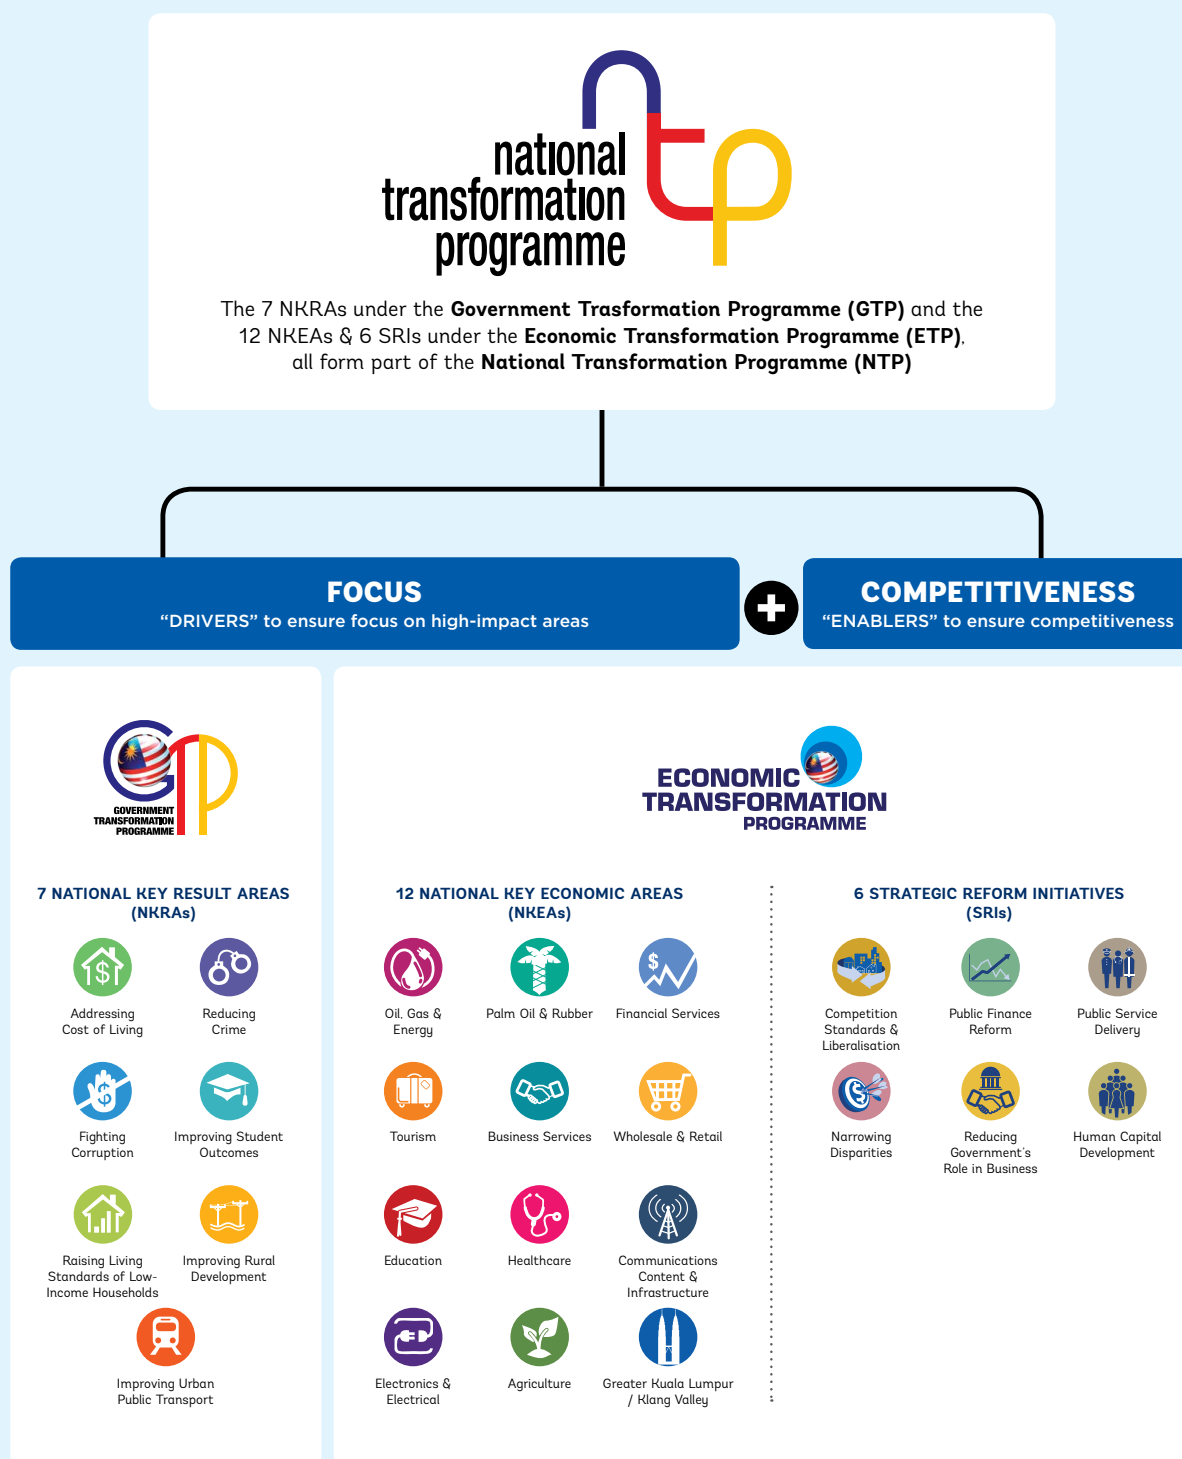 ntp
national
transformation
programme
The 7 NKRAs under the Government Trasformation Programme (GTP) and the
12 NKEAs & 6 SRIs under the Economic Transformation Programme (ETP),
all form part of the National Transformation Programme (NTP)
FOCUS
“DRIVERS” to ensure focus on high-impact areas
COMPETITIVENESS
“ENABLERS” to ensure competitiveness
GTP
GOVERNMENT
TRANSFORMATION
PROGRAMME
ECONOMIC
TRANSFORMATION
PROGRAMME
7 NATIONAL KEY RESULT AREAS
(NKRAs)
Addressing
Cost of Living
Reducing
Crime
Fighting
Corruption
Improving Student
Outcomes
Raising Living
Standards of Low-
Income Households
Improving Rural
Development
Improving Urban
Public Transport
12 NATIONAL KEY ECONOMIC AREAS
(NKEAs)
Oil, Gas &
Energy
Palm Oil & Rubber
Financial Services
Tourism
Business Services
Wholesale & Retail
Education
Healthcare
Communications
Content &
Infrastructure
Electronics &
Electrical
Agriculture
Greater Kuala Lumpur
/ Klang Valley
6 STRATEGIC REFORM INITIATIVES
(SRIs)
Competition
Standards &
Liberalisation
Public Finance
Reform
Public Service
Delivery
Narrowing
Disparities
Reducing
Government's
Role in Business
Human Capital
Development